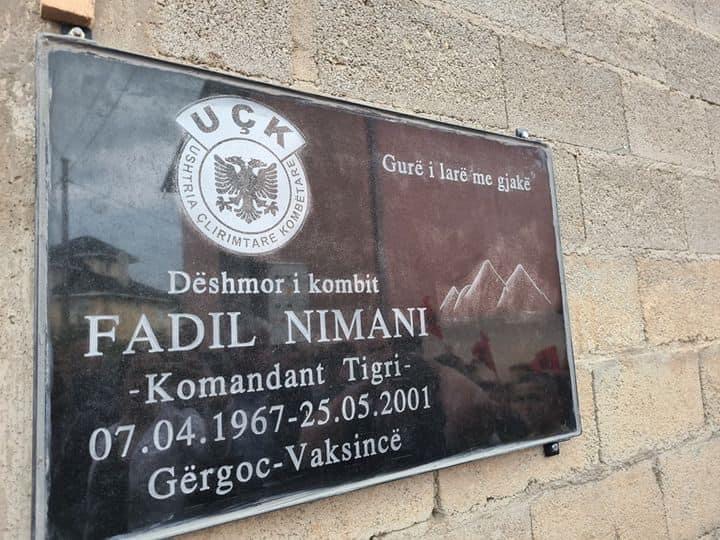 UÇK
USHTRIA ÇLIRIMTARE KOMBËTARE
Gurë i larë me gjakë
Dëshmor i kombit
FADIL NIMANI
-Komandant Tigri-
07.04.1967-25.05.2001
Gërgoc-Vaksincë